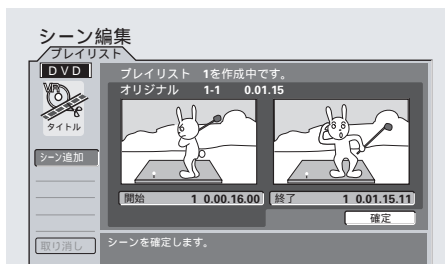 シーン編集
プレイリスト
DVD
プレイリスト 1を作成中です。
オリジナル 1-1 0.01.15
VR
タイトル
シーン追加
開始 1 0.00.16.00
終了 1 0.01.15.11
確定
取り消し
シーンを確定します。